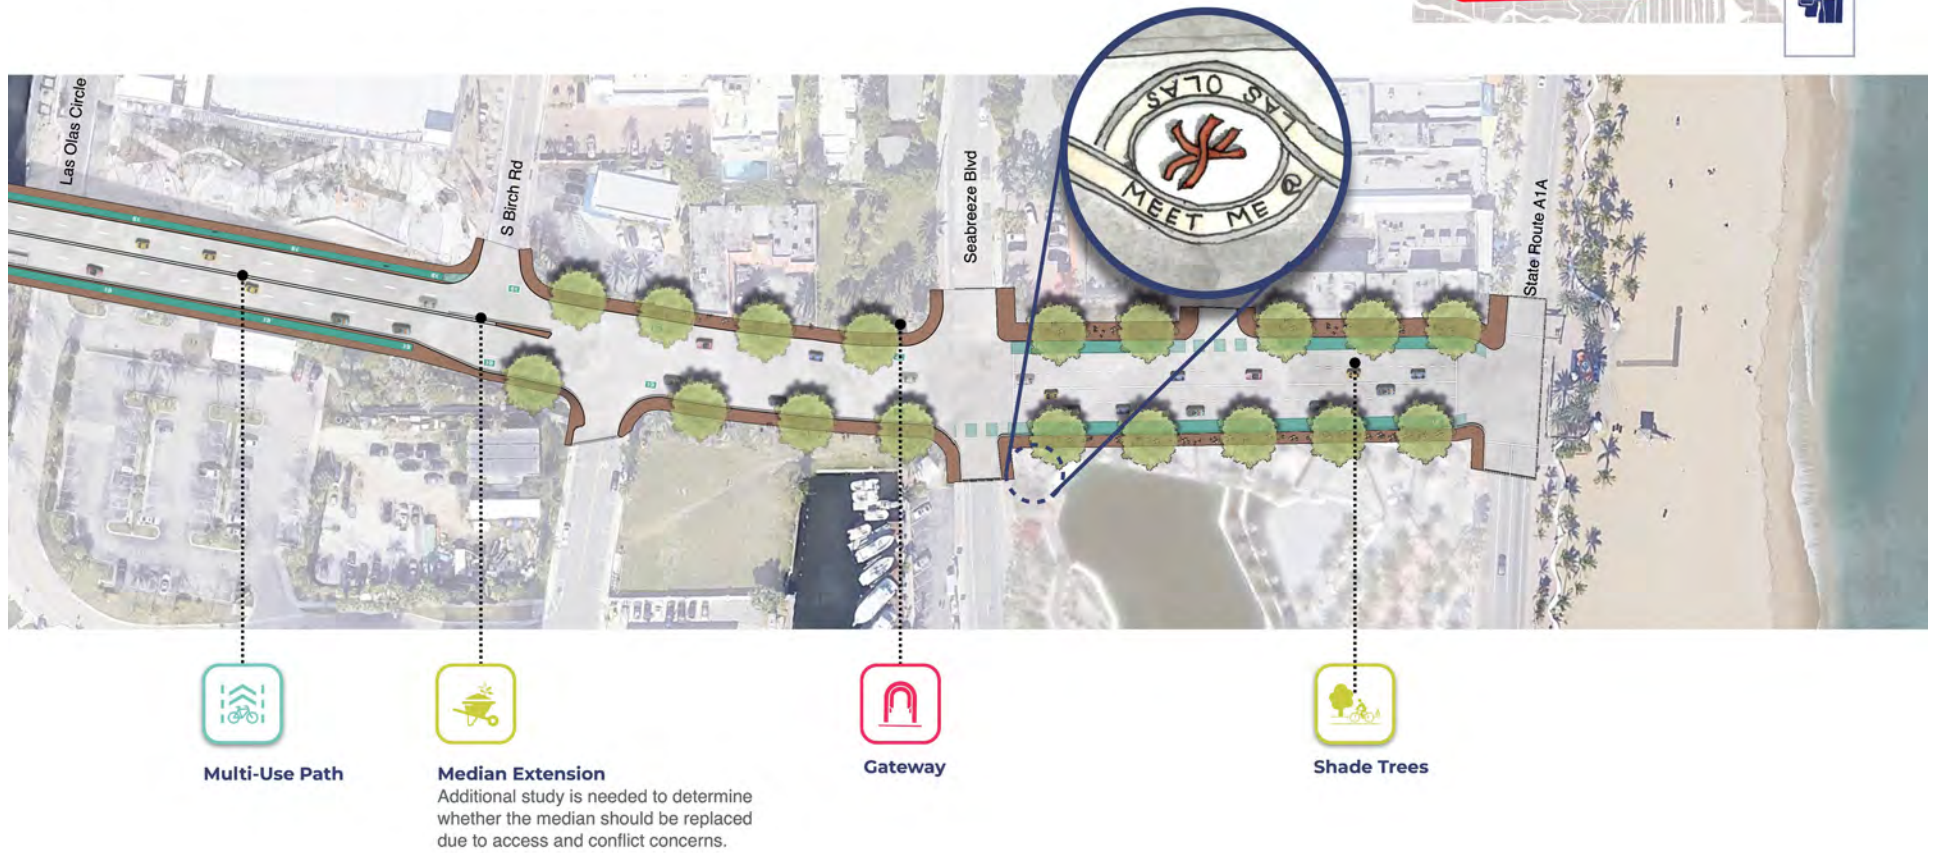 Las Olas Circle
S Birch Rd
Seabreeze Blvd
LAS OLAS
MEET ME @
State Route A1A
Multi-Use Path
Median Extension
Additional study is needed to determine
whether the median should be replaced
due to access and conflict concerns.
Gateway
Shade Trees